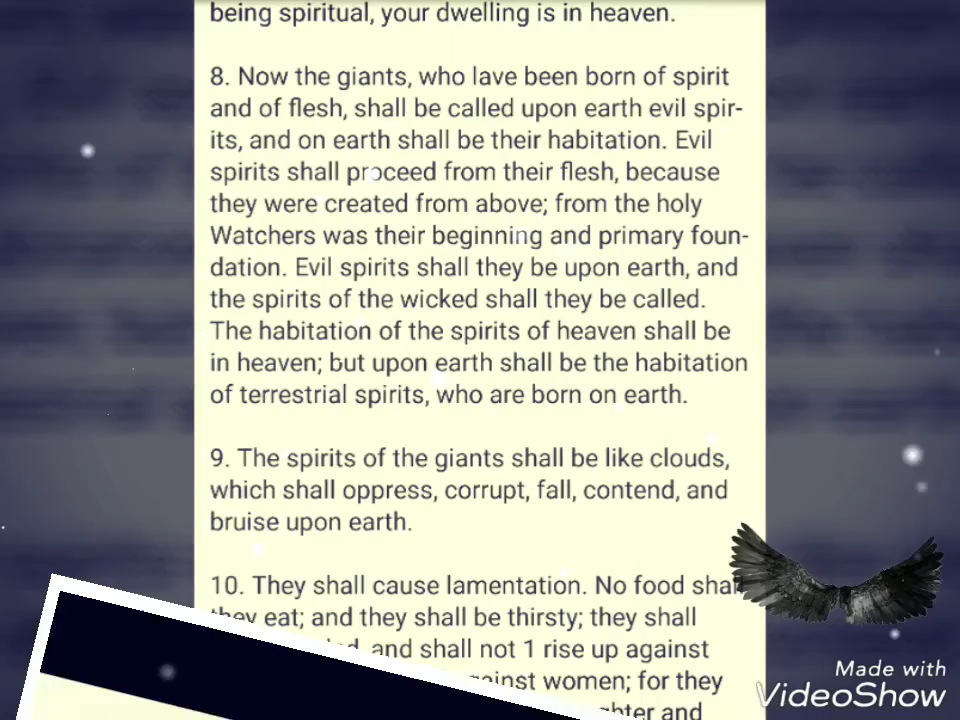 being spiritual, your dwelling is in heaven.
8. Now the giants, who lave been born of spirit
and of flesh, shall be called upon earth evil spir-
its, and on earth shall be their habitation. Evil
spirits shall proceed from their flesh, because
they were created from above; from the holy
Watchers was their beginning and primary foun-
dation. Evil spirits shall they be upon earth, and
the spirits of the wicked shall they be called.
The habitation of the spirits of heaven shall be
in heaven; but upon earth shall be the habitation
of terrestrial spirits, who are born on earth.
9. The spirits of the giants shall be like clouds,
which shall oppress, corrupt, fall, contend, and
bruise upon earth.
10. They shall cause lamentation. No food shall
they eat; and they shall be thirsty; they shall
and shall not 1 rise up against
against women; for they
and
Made with
VideoShow